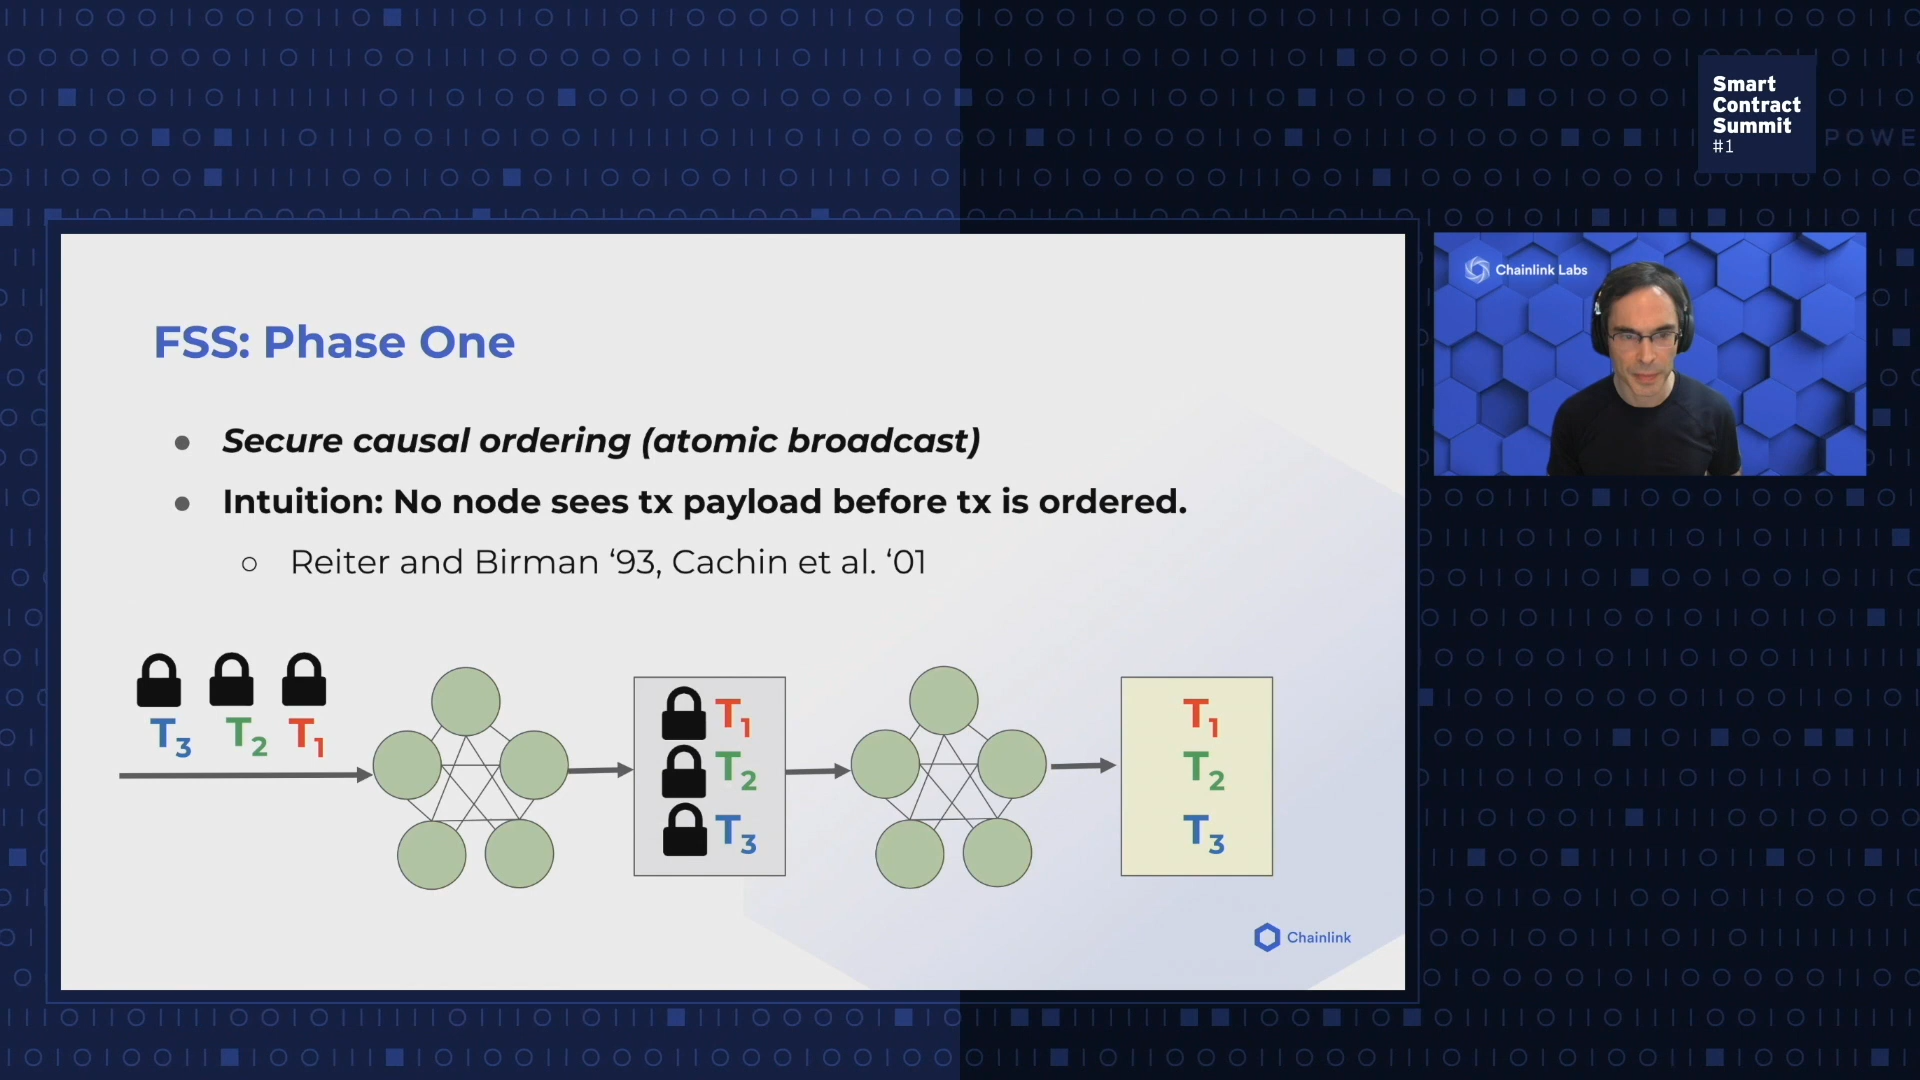 Smart
Contract
Summit
#1
POWE
Chainlink Labs
FSS: Phase One
● Secure causal ordering (atomic broadcast)
● Intuition: No node sees tx payload before tx is ordered.
○ Reiter and Birman ‘93, Cachin et al. ‘01
T3 T2 T1
T1
T2
T3
T1
T2
T3
Chainlink